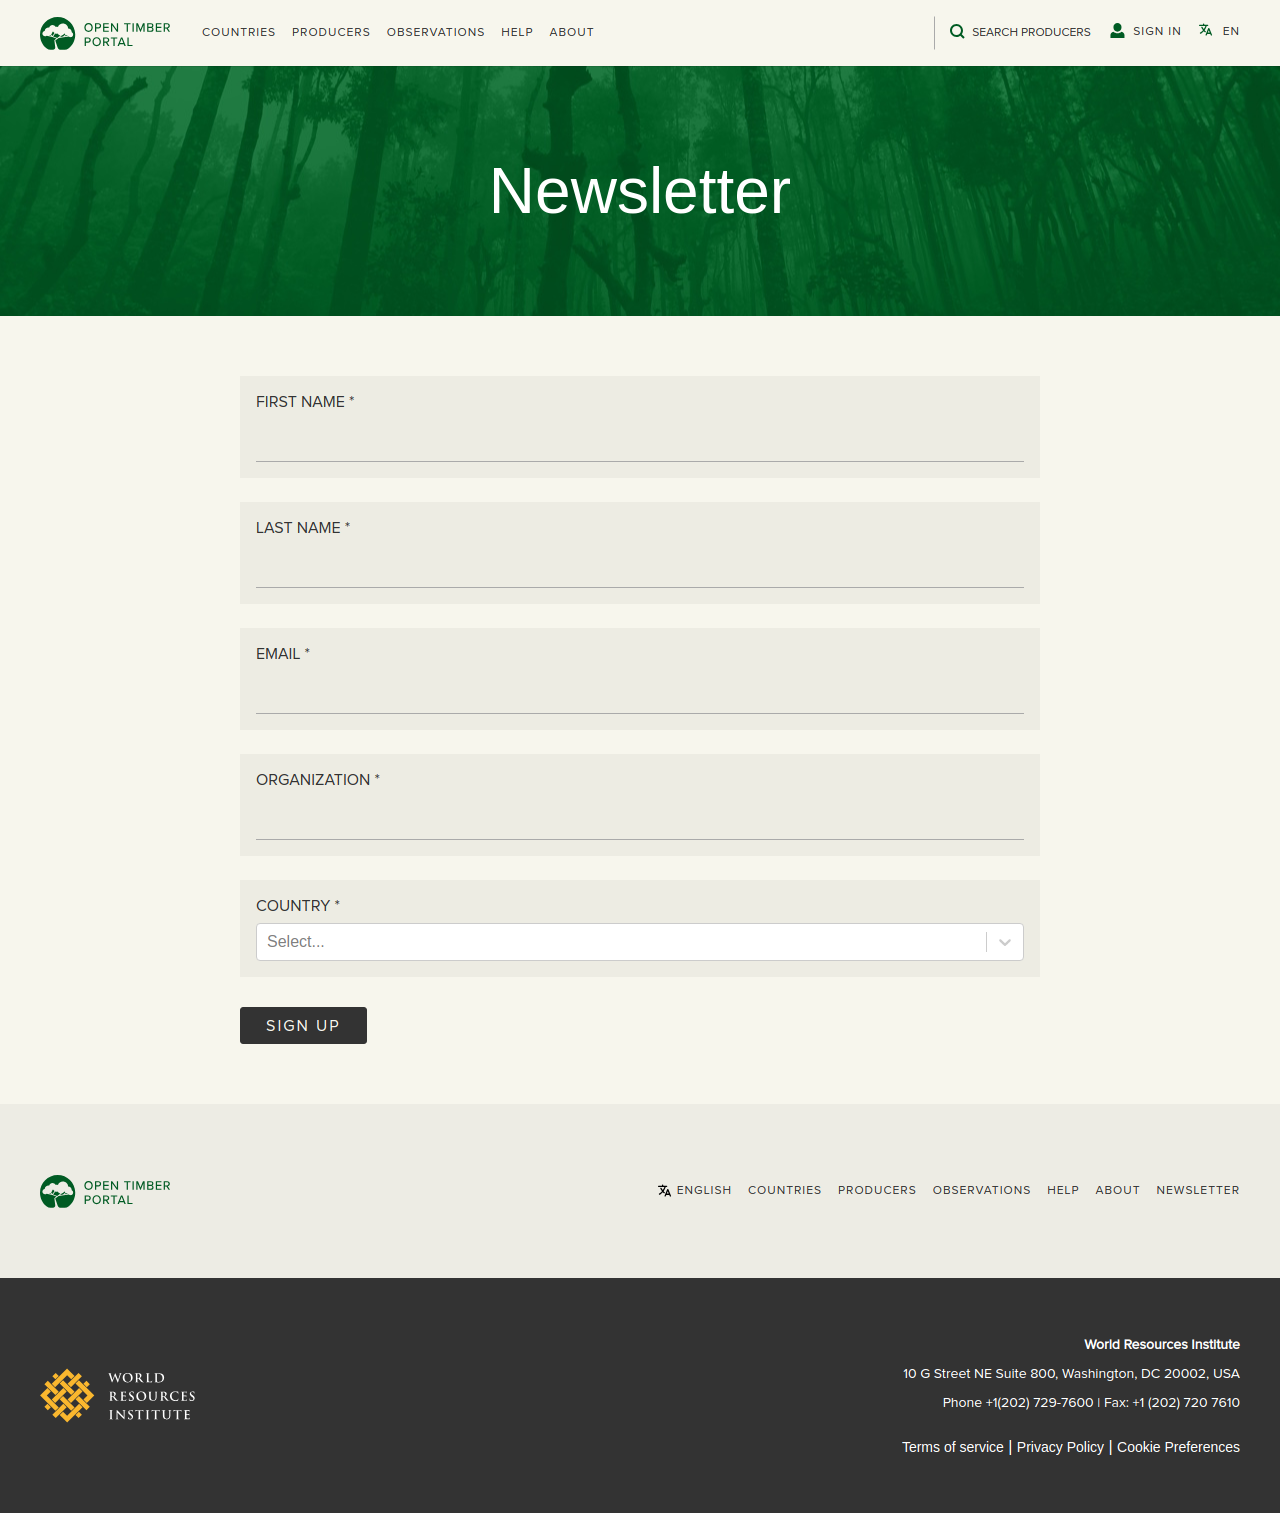 OPEN TIMBER
PORTAL
COUNTRIES PRODUCERS OBSERVATIONS HELP ABOUT
SEARCH PRODUCERS SIGN IN EN
Newsletter
FIRST NAME *
LAST NAME *
EMAIL *
ORGANIZATION *
COUNTRY *
Select...
SIGN UP
OPEN TIMBER
PORTAL
ENGLISH COUNTRIES PRODUCERS OBSERVATIONS HELP ABOUT NEWSLETTER
WORLD
RESOURCES
INSTITUTE
World Resources Institute
10 G Street NE Suite 800, Washington, DC 20002, USA
Phone +1(202) 729-7600 | Fax: +1 (202) 720 7610
Terms of service | Privacy Policy | Cookie Preferences